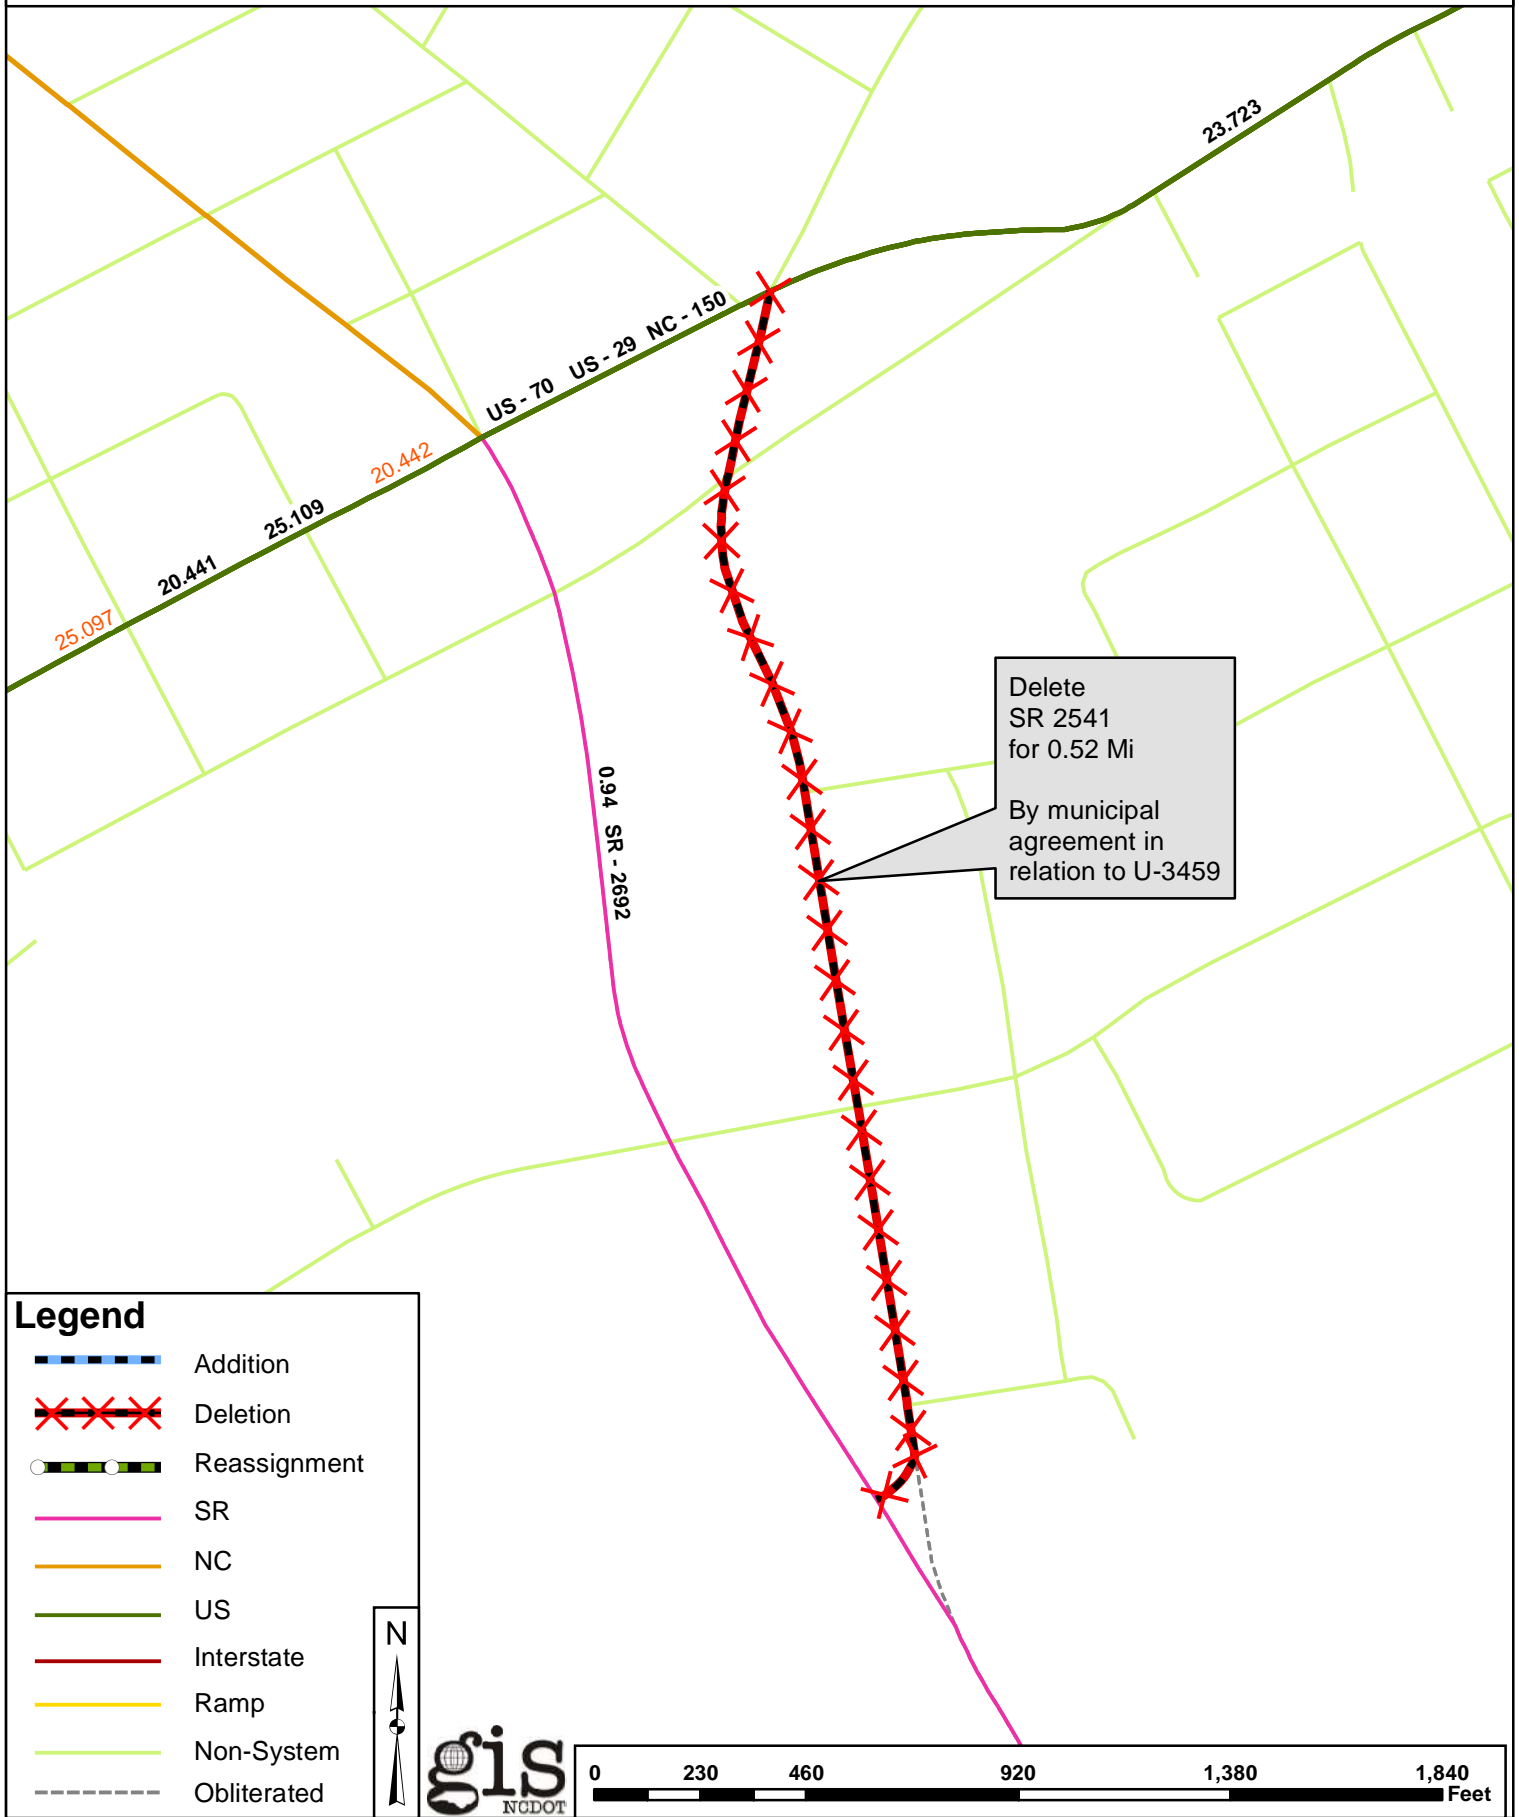 23.723
US - 70 US - 29 NC - 150
20.442
25.109
20.441
25.097
Delete
SR 2541
for 0.52 Mi
By municipal
agreement in
relation to U-3459
0.94 SR - 2692
Legend
Addition
Deletion
Reassignment
SR
NC
US
Interstate
Ramp
Non-System
Obliterated
N
gis
NCDOT
0 230 460 920 1,380 1,840
Feet